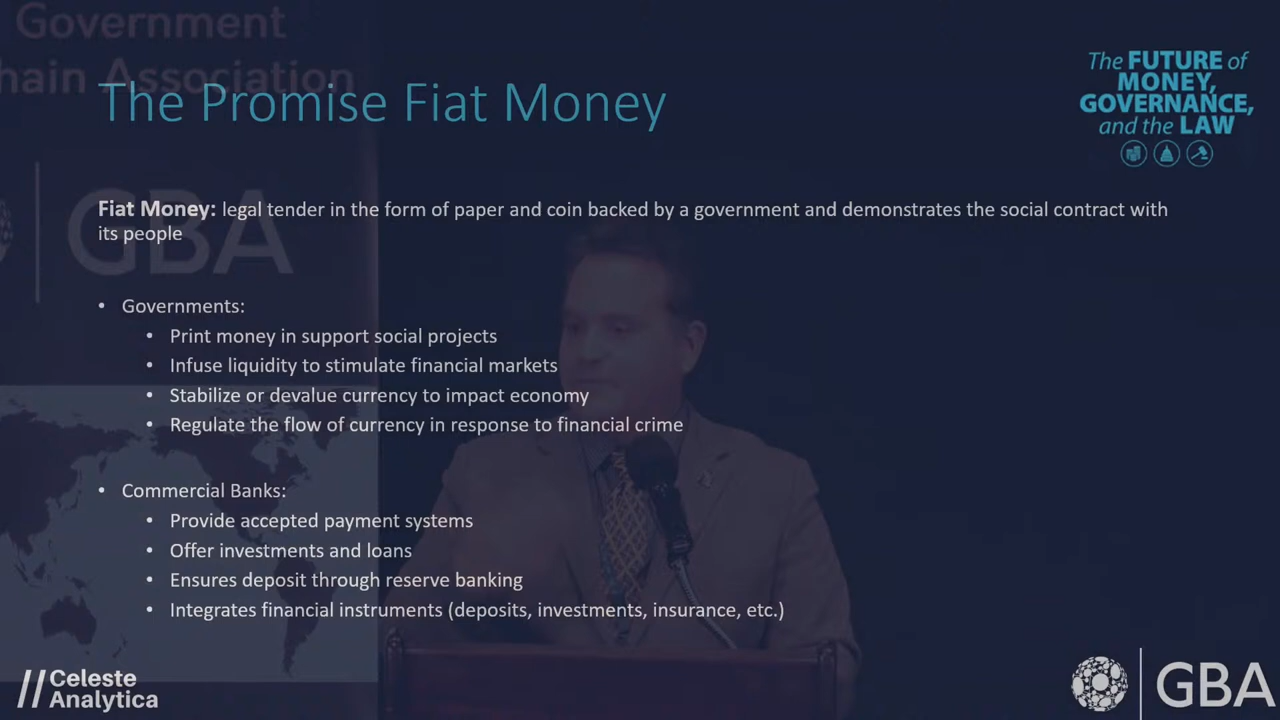 Government
hain Association
The Promise Fiat Money
The FUTURE of
MONEY,
GOVERNANCE,
and the LAW
GBA
Fiat Money: legal tender in the form of paper and coin backed by a government and demonstrates the social contract with
its people
• Governments:
• Print money in support social projects
• Infuse liquidity to stimulate financial markets
• Stabilize or devalue currency to impact economy
• Regulate the flow of currency in response to financial crime
• Commercial Banks:
• Provide accepted payment systems
• Offer investments and loans
• Ensures deposit through reserve banking
• Integrates financial instruments (deposits, investments, insurance, etc.)
//Celeste
Analytica
GBA